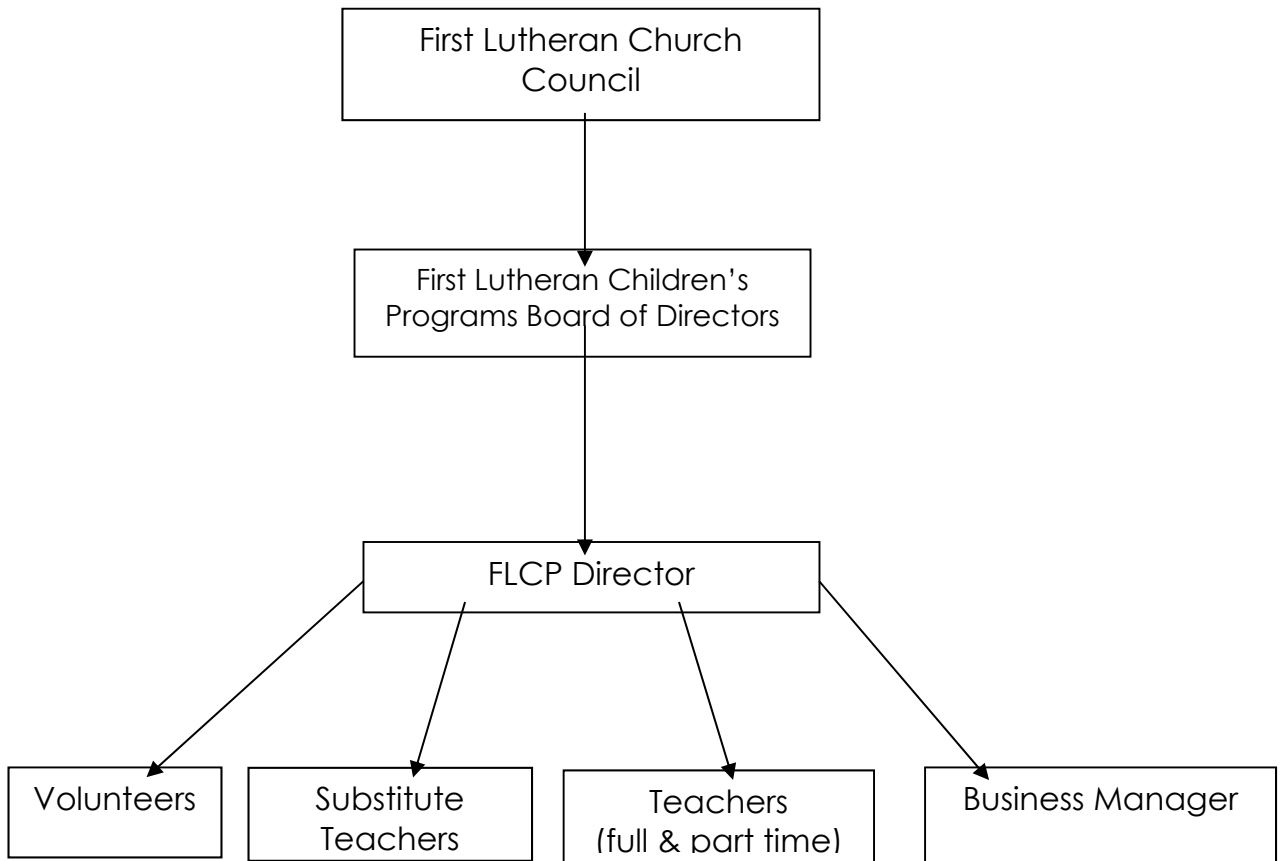 First Lutheran Church
Council
First Lutheran Children’s
Programs Board of Directors
FLCP Director
Volunteers
Substitute
Teachers
Teachers
(full & part time)
Business Manager